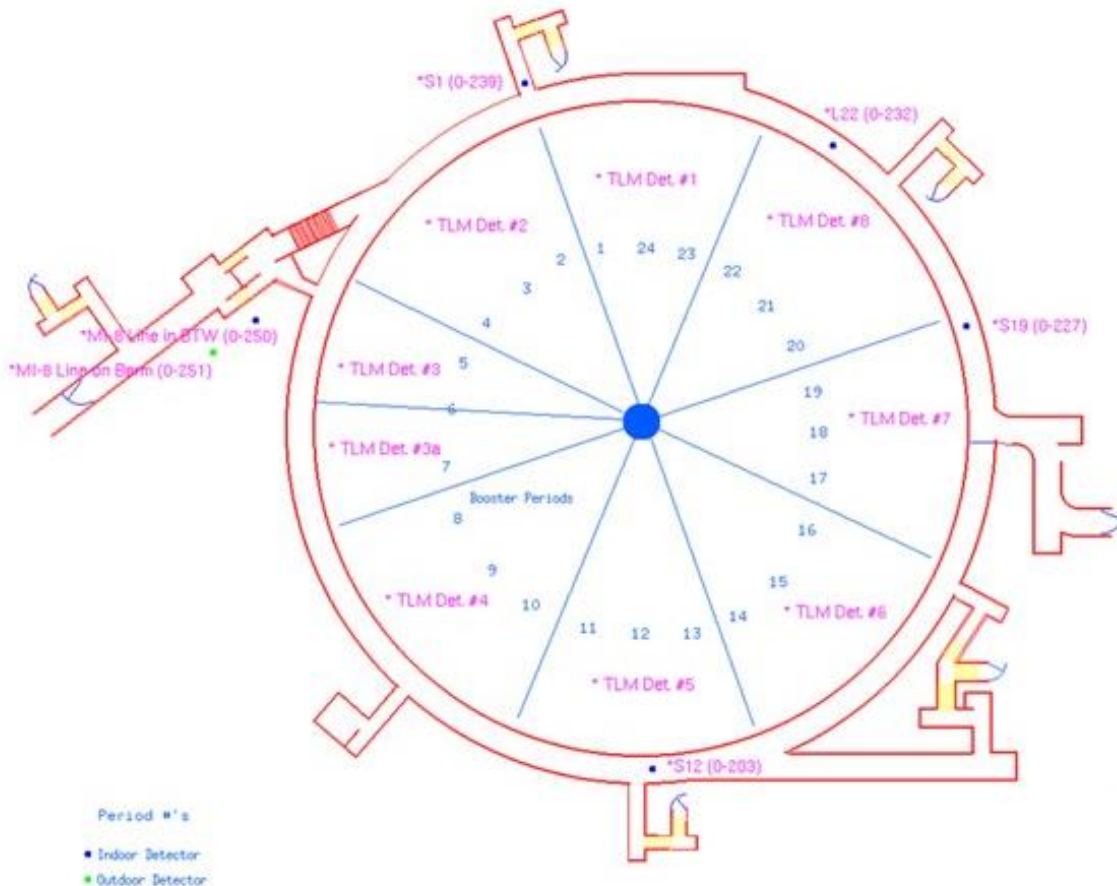 *S1 (0-239)
*L22 (0-232)
* TLM Det. #1
* TLM Det. #2
* TLM Det. #8
2
1
24
23
22
3
21
4
20
*S19 (0-227)
*MI-8 Line in BTW (0-250)
*MI-8 Line on Berm (0-251)
* TLM Det. #3
5
19
6
* TLM Det. #7
18
* TLM Det. #3a
7
17
Booster Periods
8
16
9
15
* TLM Det. #4
10
* TLM Det. #6
14
11
12
13
* TLM Det. #5
*S12 (0-203)
Period #'s
Indoor Detector
Outdoor Detector